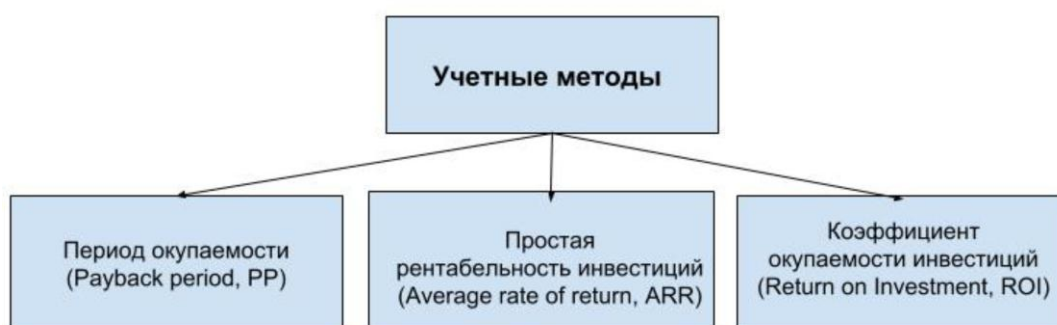 Учетные методы
Период окупаемости
(Payback period, PP)
Простая
рентабельность инвестиций
(Average rate of return, ARR)
Коэффициент
окупаемости инвестиций
(Return on Investment, ROI)